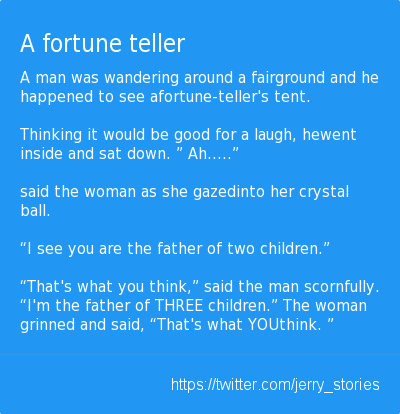 A fortune teller
A man was wandering around a fairground and he
happened to see afortune-teller's tent.
Thinking it would be good for a laugh, hewent
inside and sat down. ” Ah.....”
said the woman as she gazedinto her crystal
ball.
“I see you are the father of two children.”
“That's what you think,” said the man scornfully.
“I'm the father of THREE children.” The woman
grinned and said, “That's what YOUthink. ”
https://twitter.com/jerry_stories